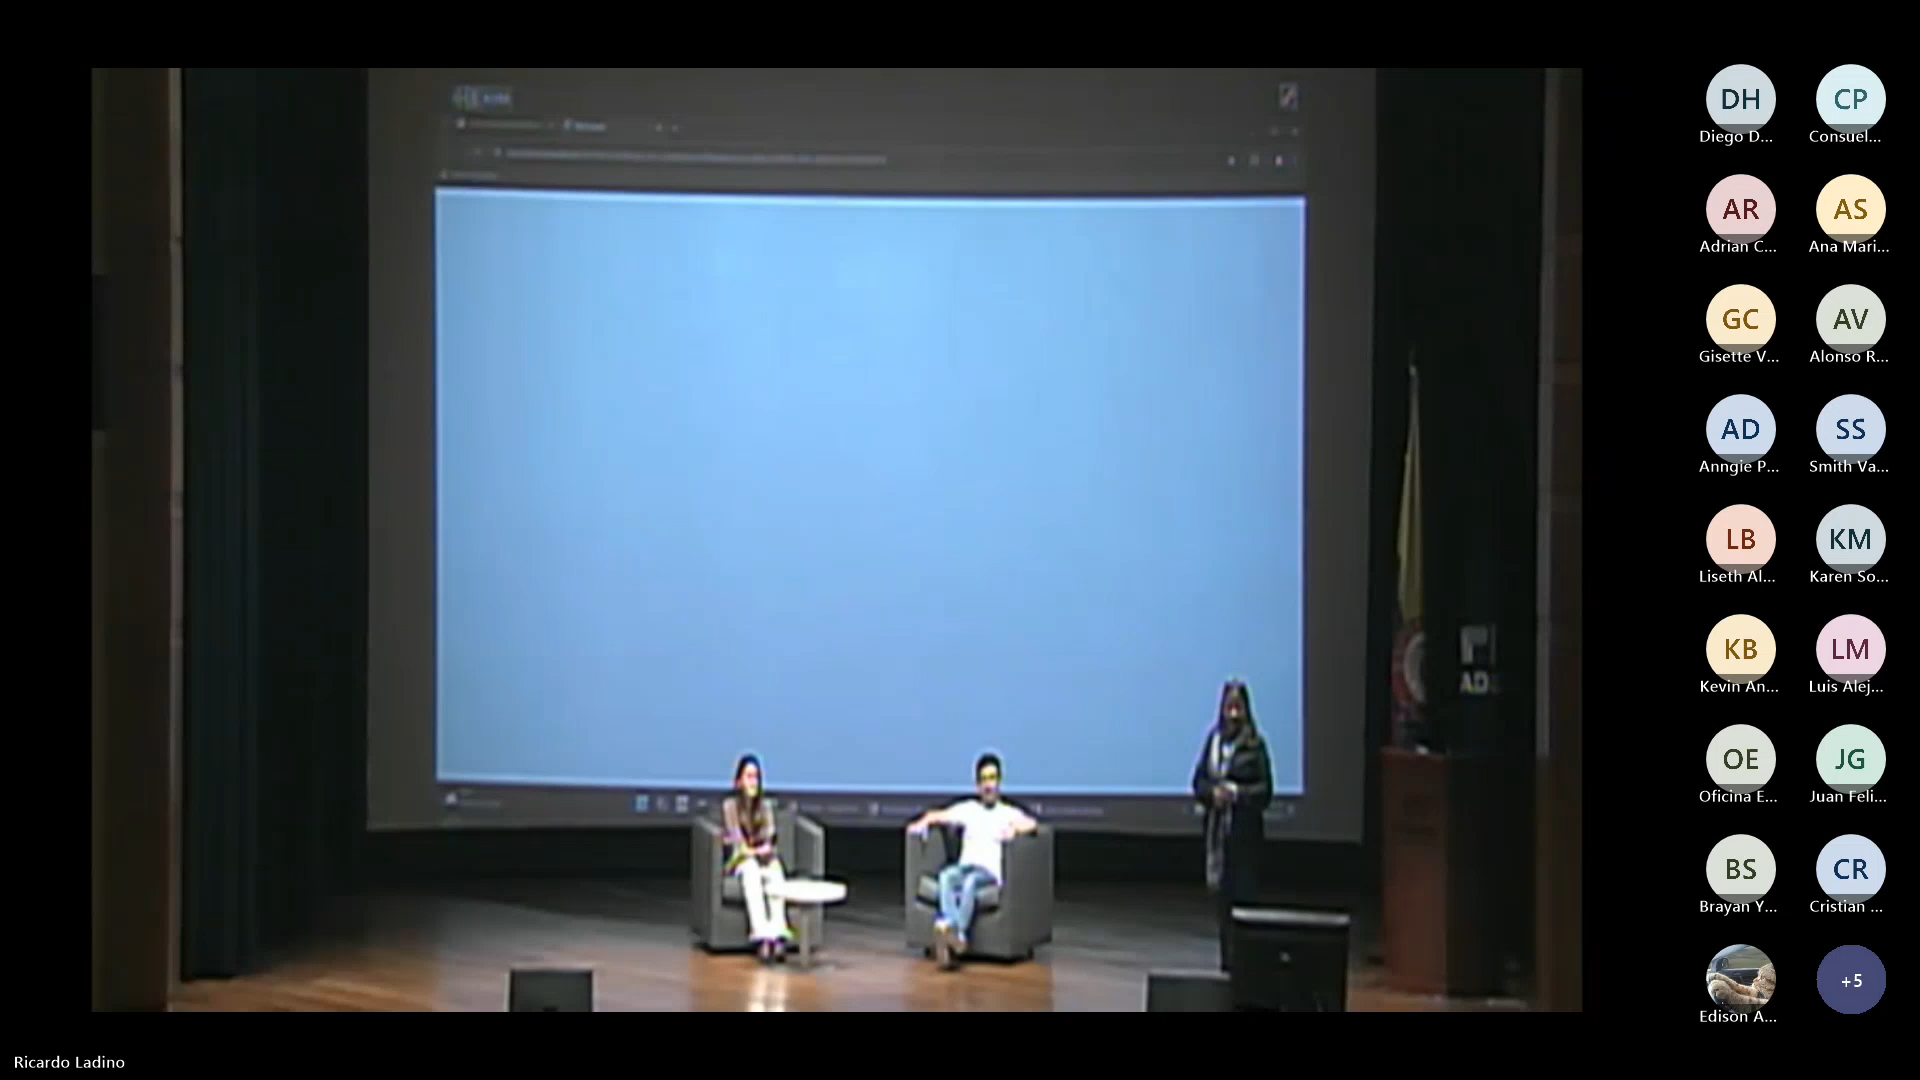 DH CP
Diego D... Consuel...
AR AS
Adrian C... Ana Mari...
GC AV
Gisette V... Alonso R...
AD SS
Anngie P... Smith Va...
LB KM
Liseth Al... Karen So...
KB LM
Kevin An... Luis Alej...
OE JG
Oficina E... Juan Feli...
BS CR
Brayan Y... Cristian ...
+5
Edison A...
Ricardo Ladino